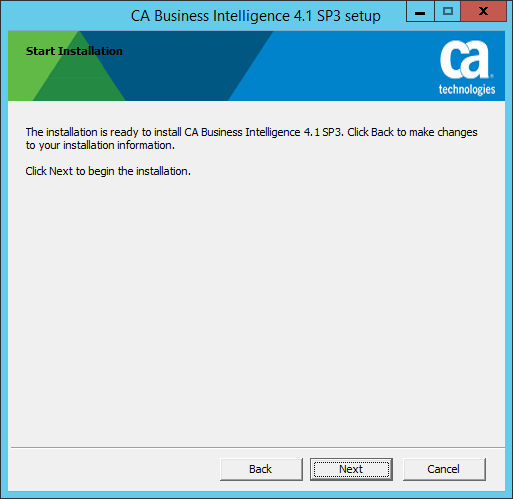 CA Business Intelligence 4.1 SP3 setup
Start Installation
ca
technologies
The installation is ready to install CA Business Intelligence 4.1 SP3. Click Back to make changes
to your installation information.
Click Next to begin the installation.
Back
Next
Cancel